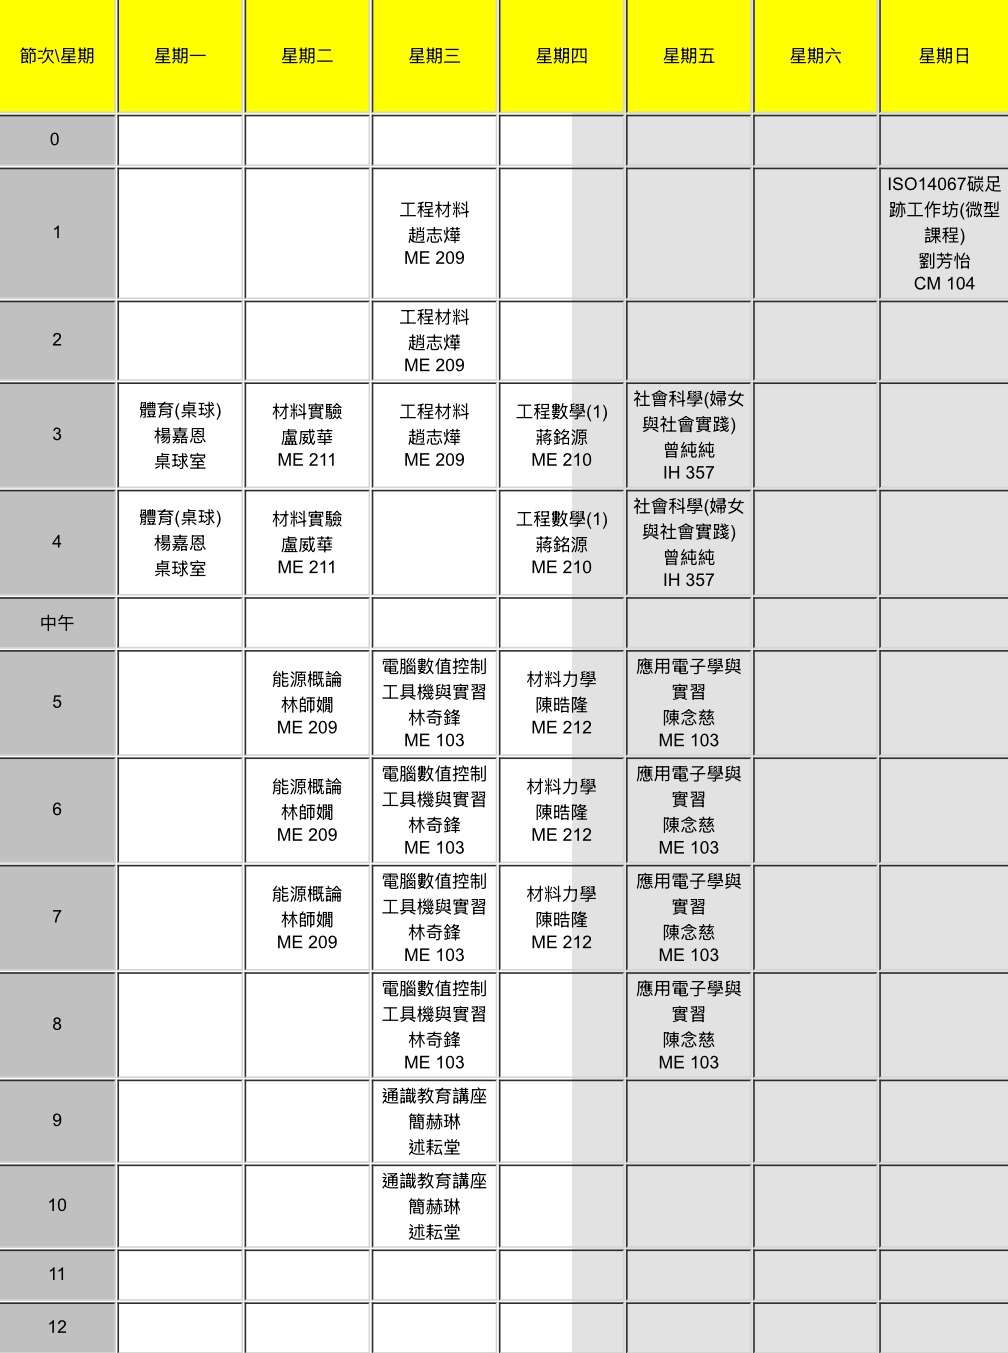 節次\星期 星期一 星期二 星期三 星期四 星期五 星期六 星期日
0
1
工程材料
趙志燁
ME 209
ISO14067碳足
跡工作坊(微型
課程)
劉芳怡
CM 104
2
工程材料
趙志燁
ME 209
3
體育(桌球)
楊嘉恩
桌球室
材料實驗
盧威華
ME 211
工程材料
趙志燁
ME 209
工程數學(1)
蔣銘源
ME 210
社會科學(婦女
與社會實踐)
曾純純
IH 357
4
體育(桌球)
楊嘉恩
桌球室
材料實驗
盧威華
ME 211
工程數學(1)
蔣銘源
ME 210
社會科學(婦女
與社會實踐)
曾純純
IH 357
中午
5
能源概論
林師嫺
ME 209
電腦數值控制
工具機與實習
林奇鋒
ME 103
材料力學
陳晧隆
ME 212
應用電子學與
實習
陳念慈
ME 103
6
能源概論
林師嫺
ME 209
電腦數值控制
工具機與實習
林奇鋒
ME 103
材料力學
陳晧隆
ME 212
應用電子學與
實習
陳念慈
ME 103
7
能源概論
林師嫺
ME 209
電腦數值控制
工具機與實習
林奇鋒
ME 103
材料力學
陳晧隆
ME 212
應用電子學與
實習
陳念慈
ME 103
8
電腦數值控制
工具機與實習
林奇鋒
ME 103
應用電子學與
實習
陳念慈
ME 103
9
通識教育講座
簡赫琳
述耘堂
10
通識教育講座
簡赫琳
述耘堂
11
12